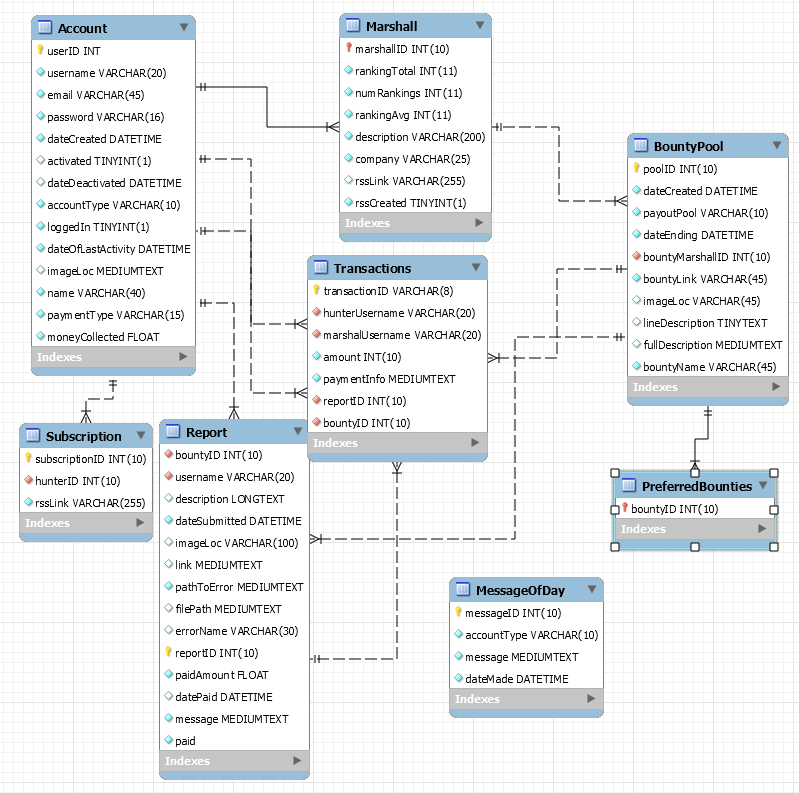 Account
userID INT
username VARCHAR(20)
email VARCHAR(45)
password VARCHAR(16)
dateCreated DATETIME
activated TINYINT(1)
dateDeactivated DATETIME
accountType VARCHAR(10)
loggedIn TINYINT(1)
dateOfLastActivity DATETIME
imageLoc MEDIUMTEXT
name VARCHAR(40)
paymentType VARCHAR(15)
moneyCollected FLOAT
Indexes
Marshall
marshallID INT(10)
rankingTotal INT(11)
numRankings INT(11)
rankingAvg INT(11)
description VARCHAR(200)
company VARCHAR(25)
rssLink VARCHAR(255)
rssCreated TINYINT(1)
Indexes
BountyPool
poolID INT(10)
dateCreated DATETIME
payoutPool VARCHAR(10)
dateEnding DATETIME
bountyMarshallID INT(10)
bountyLink VARCHAR(45)
imageLoc VARCHAR(45)
lineDescription TINYTEXT
fullDescription MEDIUMTEXT
bountyName VARCHAR(45)
Indexes
Transactions
transactionID VARCHAR(8)
hunterUsername VARCHAR(20)
marshalUsername VARCHAR(20)
amount INT(10)
paymentInfo MEDIUMTEXT
reportID INT(10)
bountyID INT(10)
Indexes
Subscription
subscriptionID INT(10)
hunterID INT(10)
rssLink VARCHAR(255)
Indexes
Report
bountyID INT(10)
username VARCHAR(20)
description LONGTEXT
dateSubmitted DATETIME
imageLoc VARCHAR(100)
link MEDIUMTEXT
pathToError MEDIUMTEXT
filePath MEDIUMTEXT
errorName VARCHAR(30)
reportID INT(10)
paidAmount FLOAT
datePaid DATETIME
message MEDIUMTEXT
paid
Indexes
PreferredBounties
bountyID INT(10)
Indexes
MessageOfDay
messageID INT(10)
accountType VARCHAR(10)
message MEDIUMTEXT
dateMade DATETIME
Indexes